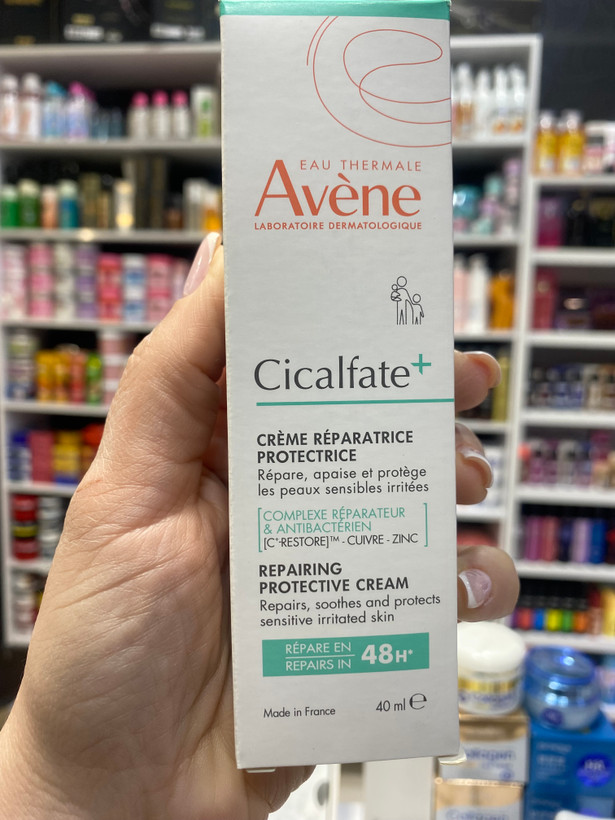 EAU THERMALE
Avène
LABORATOIRE DERMATOLOGIQUE
Cicalfate+
CRÈME RÉPARATRICE
PROTECTRICE
Répare, apaise et protège
les peaux sensibles irritées
COMPLEXE RÉPARATEUR
& ANTIBACTÉRIEN
[C+-RESTORE]™ - CUIVRE - ZINC
REPAIRING
PROTECTIVE CREAM
Repairs, soothes and protects
sensitive irritated skin
RÉPARE EN
REPAIRS IN
48H*
Made in France
40 ml ℮